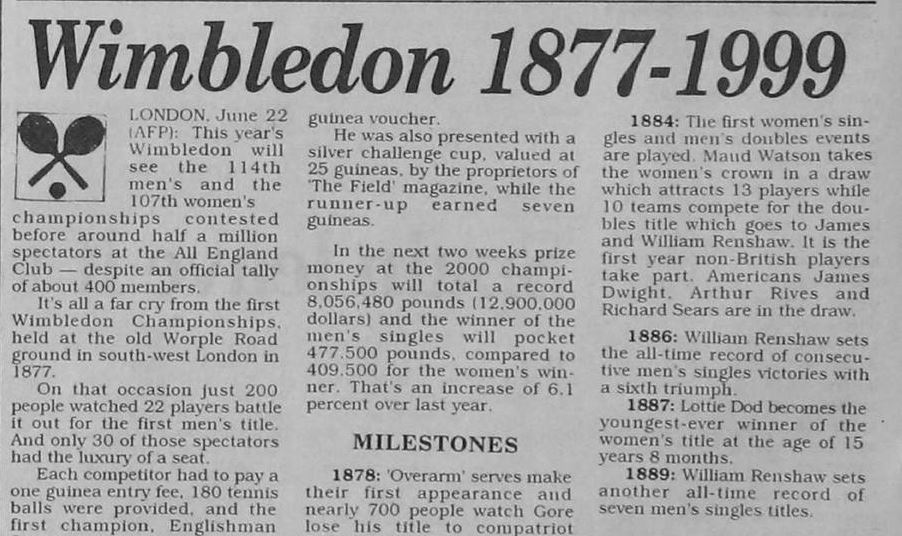 Wimbledon 1877-1999
LONDON, June 22
(AFP): This year's
Wimbledon will
see the 114th
men's and the
107th women's
championships contested
before around half a million
spectators at the All England
Club — despite an official tally
of about 400 members.
It's all a far cry from the first
Wimbledon Championships,
held at the old Worple Road
ground in south-west London in
1877.
On that occasion just 200
people watched 22 players battle
it out for the first men's title.
And only 30 of those spectators
had the luxury of a seat.
Each competitor had to pay a
one guinea entry fee, 180 tennis
balls were provided, and the
first champion, Englishman
guinea voucher.
He was also presented with a
silver challenge cup, valued at
25 guineas, by the proprietors of
'The Field' magazine, while the
runner-up earned seven
guineas.
In the next two weeks prize
money at the 2000 champi-
onships will total a record
8,056,480 pounds (12,900,000
dollars) and the winner of the
men's singles will pocket
477,500 pounds, compared to
409,500 for the women's win-
ner. That's an increase of 6.1
percent over last year.
MILESTONES
1878: 'Overarm' serves make
their first appearance and
nearly 700 people watch Gore
lose his title to compatriot
1884: The first women's sin-
gles and men's doubles events
are played. Maud Watson takes
the women's crown in a draw
which attracts 13 players while
10 teams compete for the dou-
bles title which goes to James
and William Renshaw. It is the
first year non-British players
take part. Americans James
Dwight, Arthur Rives and
Richard Sears are in the draw.
1886: William Renshaw sets
the all-time record of consecu-
tive men's singles victories with
a sixth triumph.
1887: Lottie Dod becomes the
youngest-ever winner of the
women's title at the age of 15
years 8 months.
1889: William Renshaw sets
another all-time record of
seven men's singles titles.